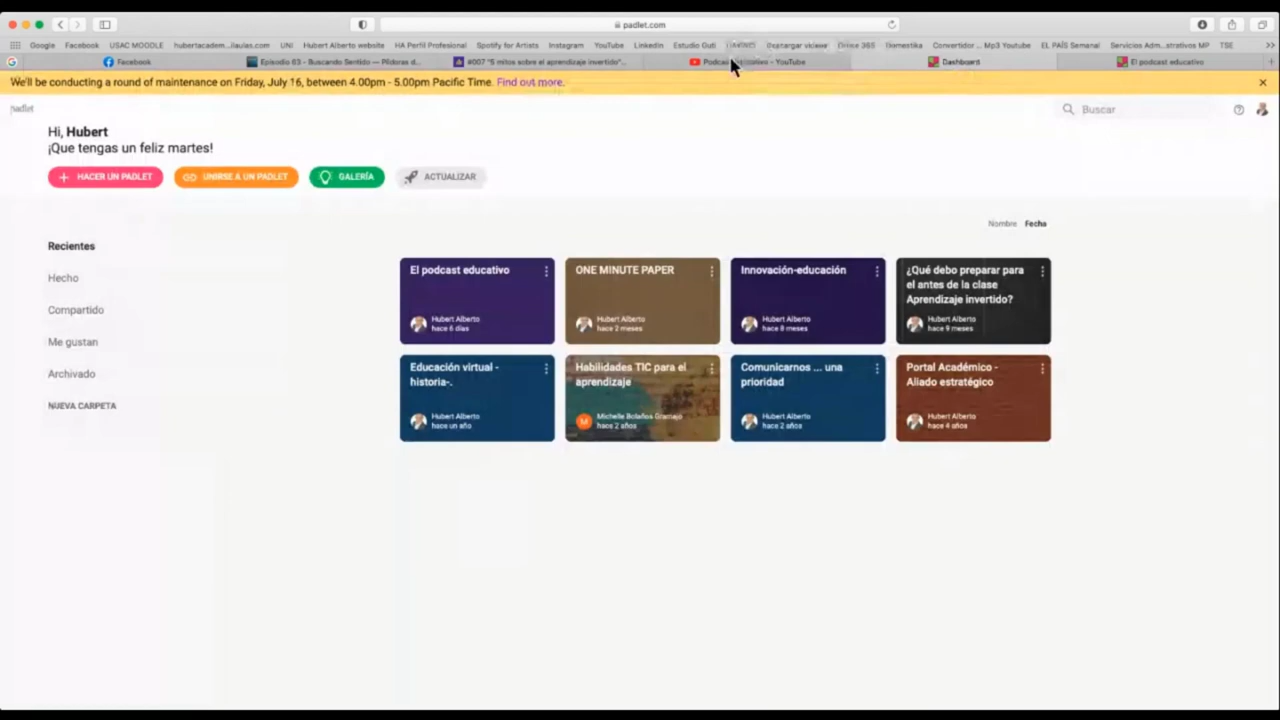 padlet.com
Google Facebook USAC MOODLE hubertacadem...ilaulas.com UNI Hubert Alberto website HA Perfil Profesional Spotify for Artists Instagram YouTube LinkedIn Estudio Guti Descargar Drive 365 Domestika Convertidor ... Mp3 Youtube EL PAÍS Semanal Servicios Adm...strativos MP TSE
Facebook Episodio 03 - Buscando Sentido — Píldoras d... #007 "5 mitos sobre el aprendizaje invertido"... - YouTube Dashboard El podcast educativo
We'll be conducting a round of maintenance on Friday, July 16, between 4.00pm - 5.00pm Pacific Time. Find out more.
padlet
Buscar
Hi, Hubert
¡Que tengas un feliz martes!
HACER UN PADLET UNIRSE A UN PADLET GALERÍA ACTUALIZAR
Nombre Fecha
Recientes
Hecho
Compartido
Me gustan
Archivado
NUEVA CARPETA
El podcast educativo
Hubert Alberto
hace 6 días
ONE MINUTE PAPER
Hubert Alberto
hace 2 meses
Innovación-educación
Hubert Alberto
hace 8 meses
¿Qué debo preparar para
el antes de la clase
Aprendizaje invertido?
Hubert Alberto
hace 9 meses
Educación virtual -
historia-.
Hubert Alberto
hace un año
Habilidades TIC para el
aprendizaje
M
Michelle Bolaños Gramajo
hace 2 años
Comunicarnos ... una
prioridad
Hubert Alberto
hace 2 años
Portal Académico -
Aliado estratégico
Hubert Alberto
hace 4 años